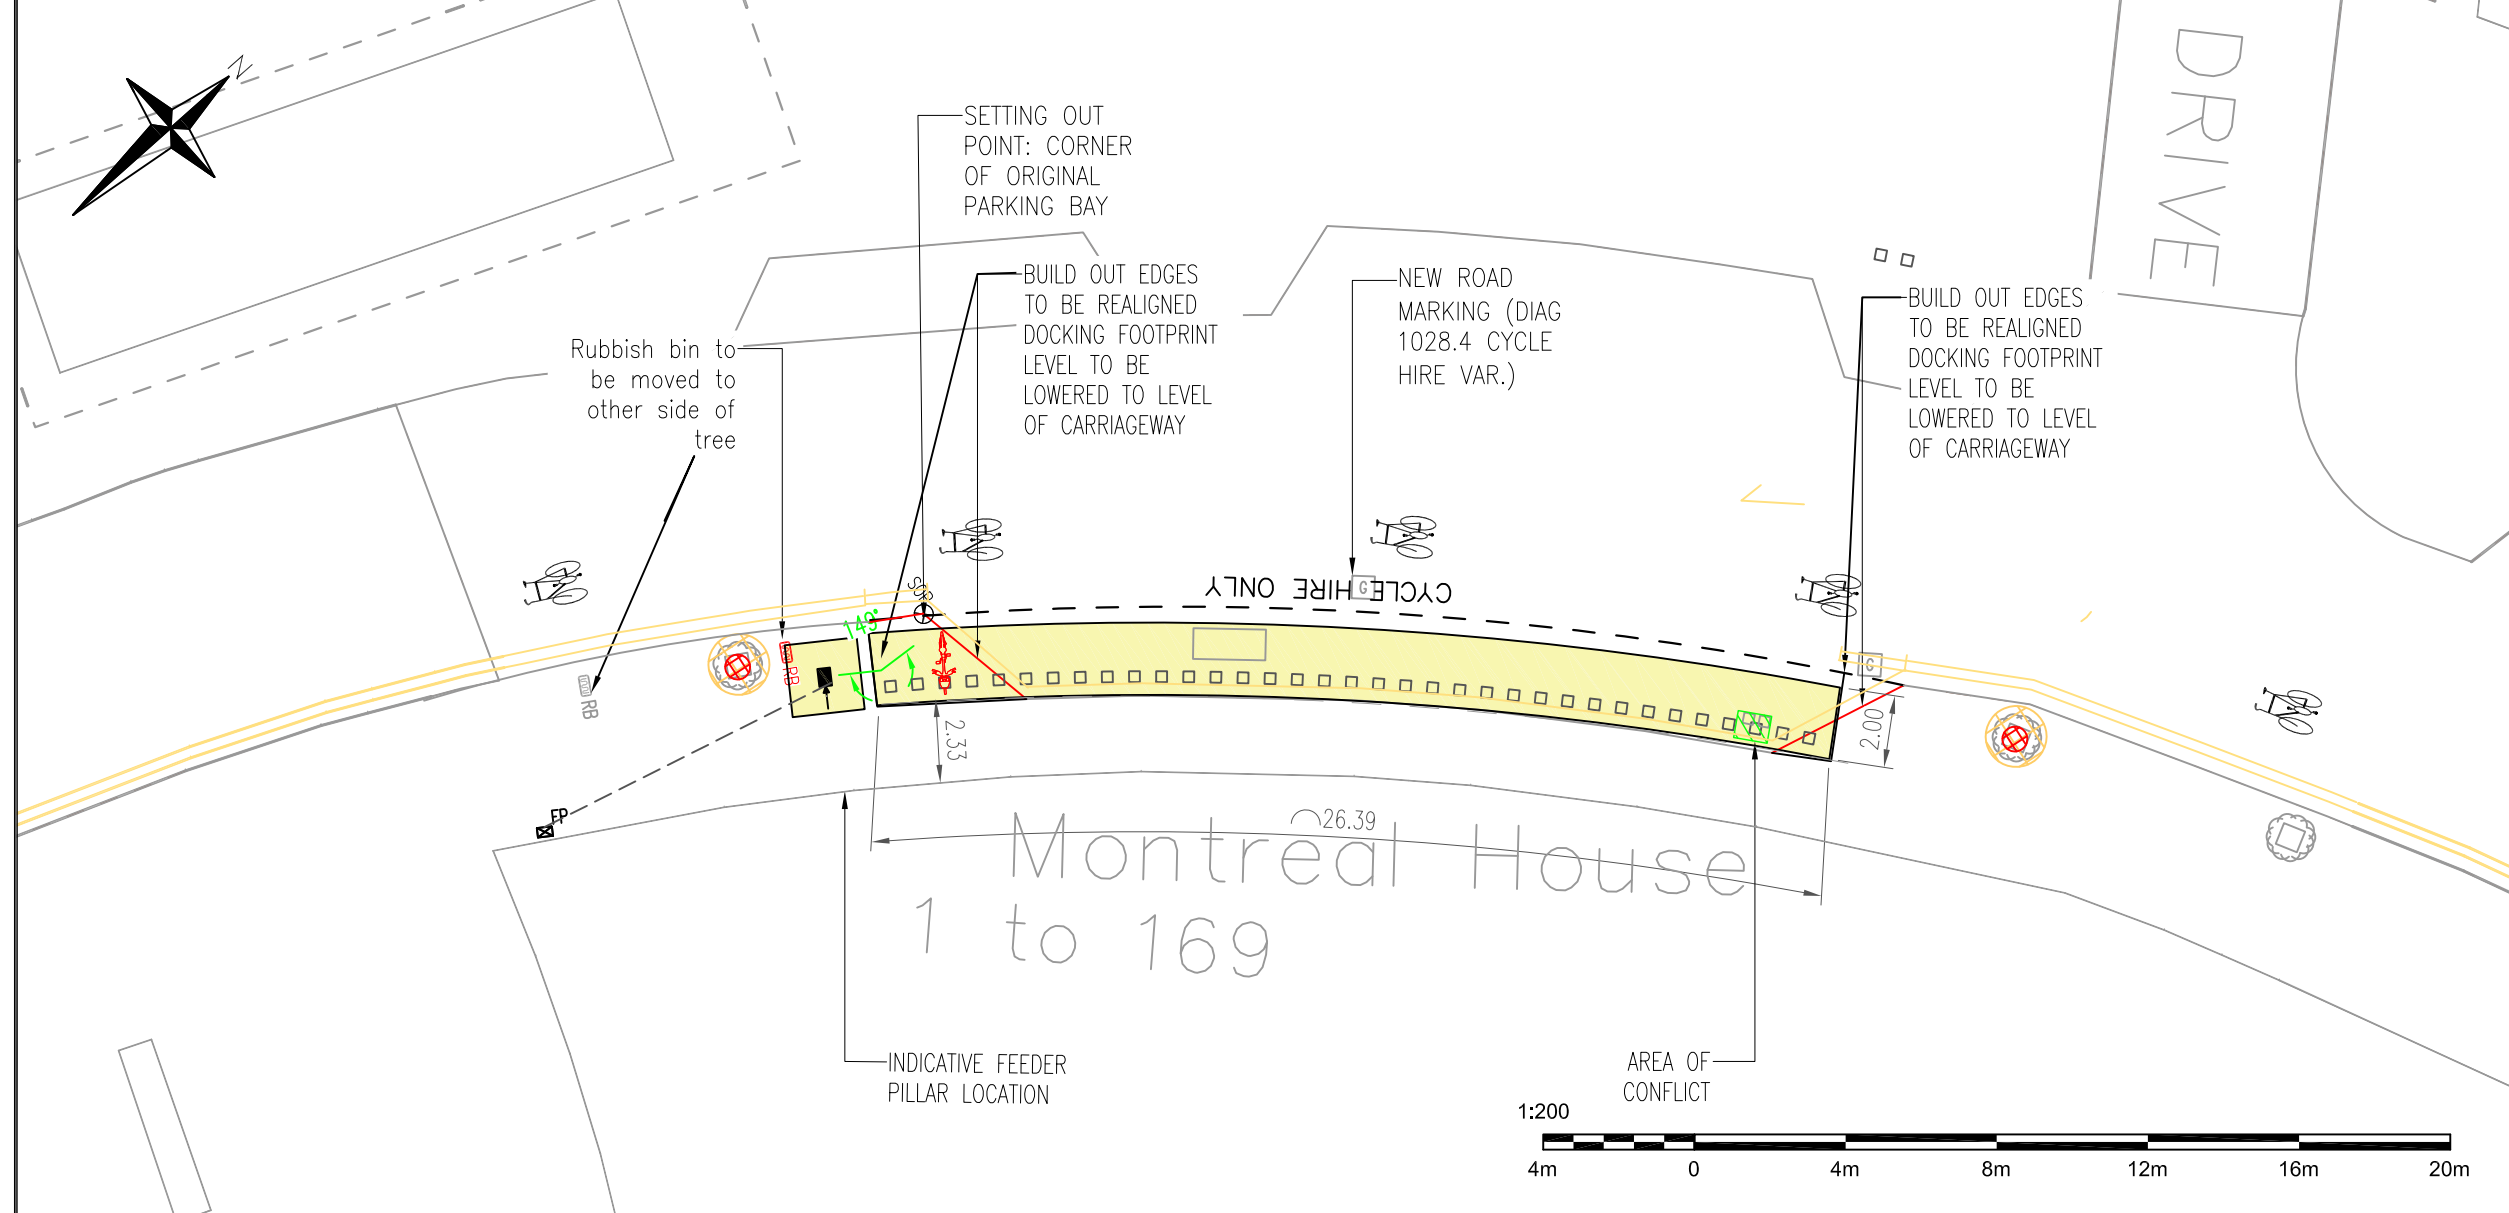 N
DRIVE
SETTING OUT
POINT: CORNER
OF ORIGINAL
PARKING BAY
BUILD OUT EDGES
TO BE REALIGNED
DOCKING FOOTPRINT
LEVEL TO BE
LOWERED TO LEVEL
OF CARRIAGEWAY
NEW ROAD
MARKING (DIAG
1028.4 CYCLE
HIRE VAR.)
BUILD OUT EDGES
TO BE REALIGNED
DOCKING FOOTPRINT
LEVEL TO BE
LOWERED TO LEVEL
OF CARRIAGEWAY
Rubbish bin to
be moved to
other side of
tree
SOP
149°
CYCLE HIRE ONLY
G
G
RB
RB
2.33
2.00
FP
26.39
Montreal House
1 to 169
INDICATIVE FEEDER
PILLAR LOCATION
AREA OF
CONFLICT
1:200
4m 0 4m 8m 12m 16m 20m